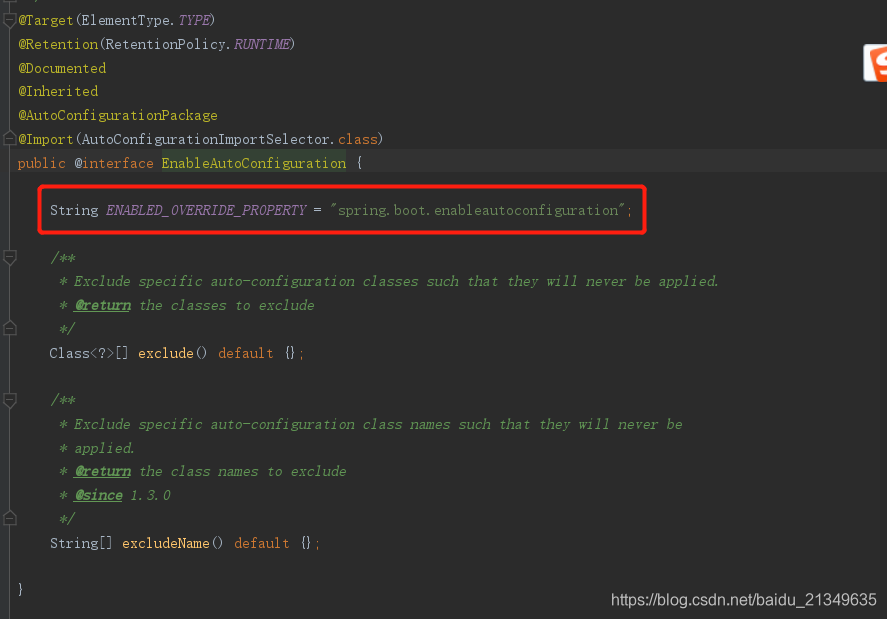 @Target(ElementType.TYPE)
@Retention(RetentionPolicy.RUNTIME)
@Documented
@Inherited
@AutoConfigurationPackage
@Import(AutoConfigurationImportSelector.class)
public @interface EnableAutoConfiguration {
String ENABLED_OVERRIDE_PROPERTY = "spring.boot.enableautoconfiguration";
/**
* Exclude specific auto-configuration classes such that they will never be applied.
* @return the classes to exclude
*/
Class<?>[] exclude() default {};
/**
* Exclude specific auto-configuration class names such that they will never be
* applied.
* @return the class names to exclude
* @since 1.3.0
*/
String[] excludeName() default {};
}
https://blog.csdn.net/baidu_21349635